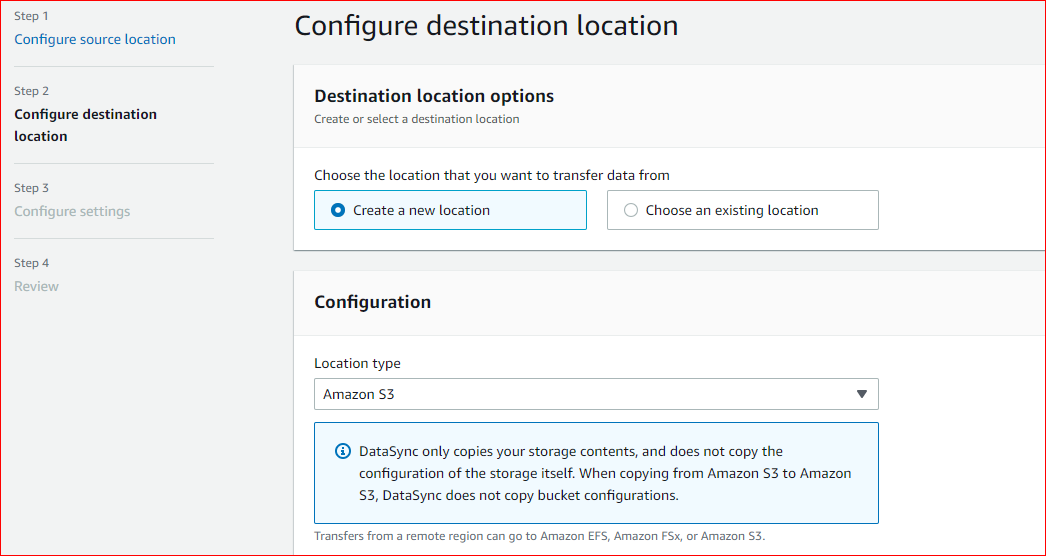 Step 1
Configure source location
Step 2
Configure destination
location
Step 3
Configure settings
Step 4
Review
Configure destination location
Destination location options
Create or select a destination location
Choose the location that you want to transfer data from
Create a new location
Choose an existing location
Configuration
Location type
Amazon S3
DataSync only copies your storage contents, and does not copy the
configuration of the storage itself. When copying from Amazon S3 to Amazon
S3, DataSync does not copy bucket configurations.
Transfers from a remote region can go to Amazon EFS, Amazon FSx, or Amazon S3.